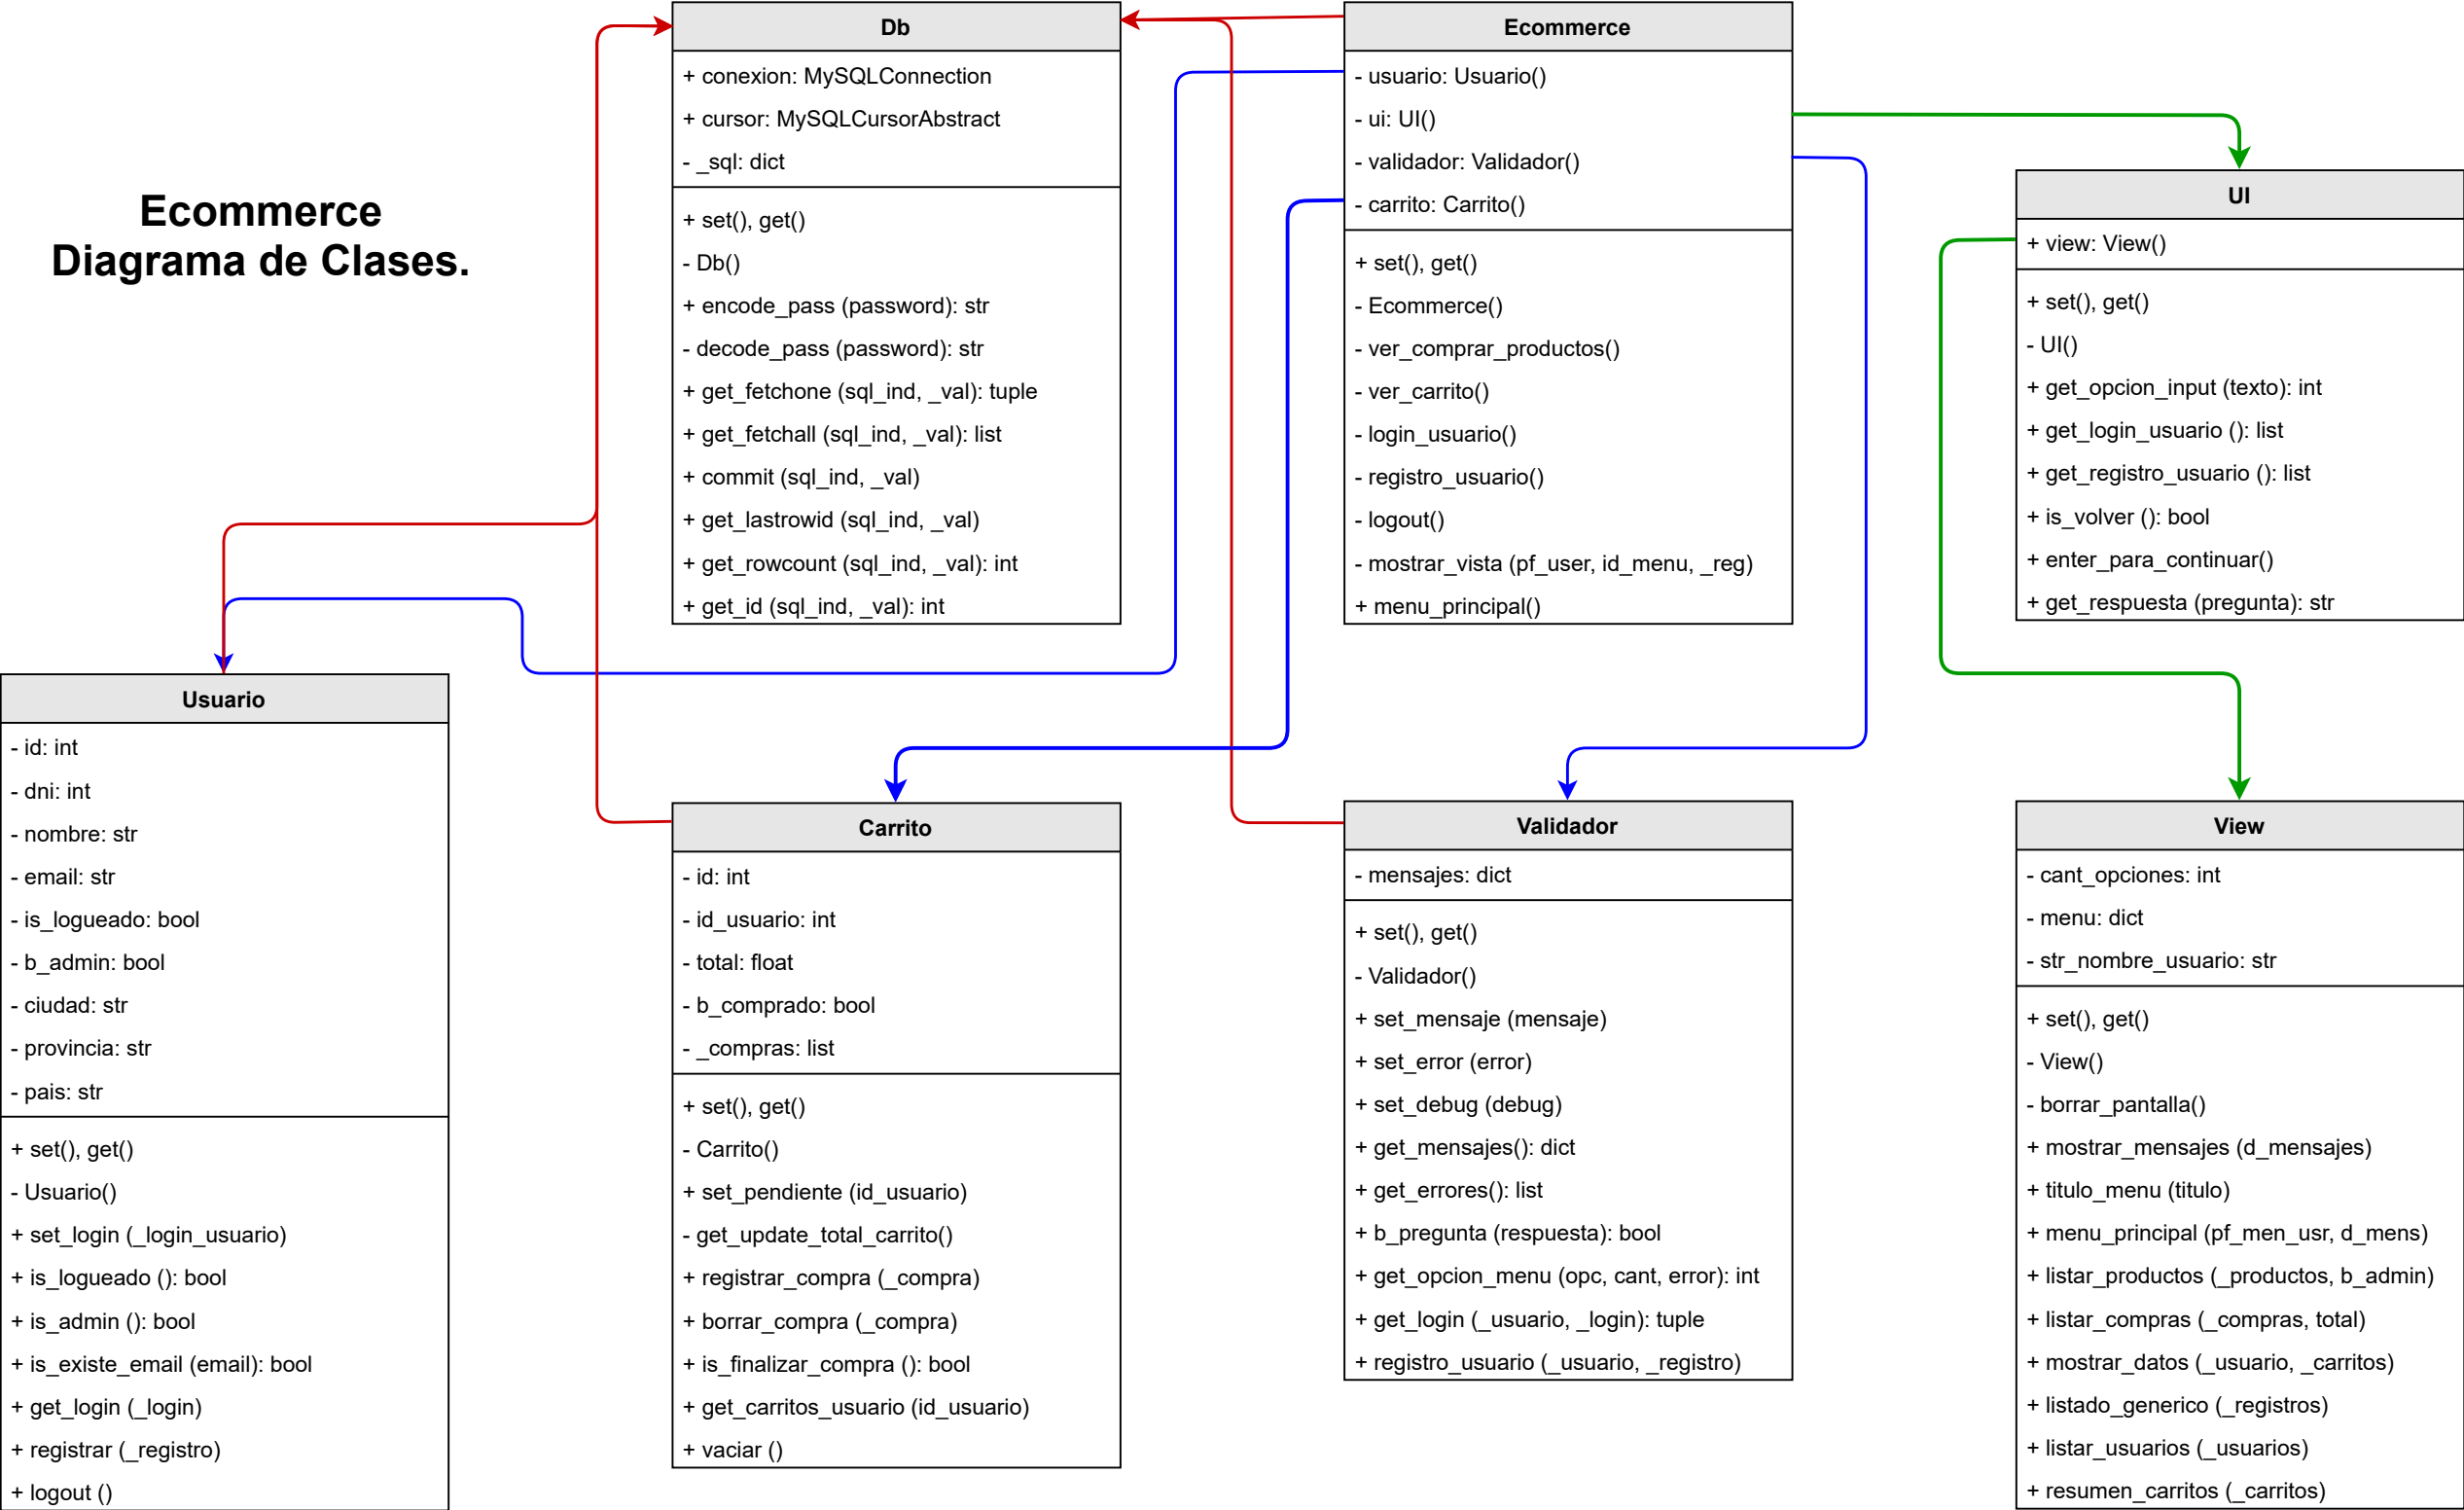 Ecommerce
Diagrama de Clases.
Db
+ conexion: MySQLConnection
+ cursor: MySQLCursorAbstract
- _sql: dict
+ set(), get()
- Db()
+ encode_pass (password): str
- decode_pass (password): str
+ get_fetchone (sql_ind, _val): tuple
+ get_fetchall (sql_ind, _val): list
+ commit (sql_ind, _val)
+ get_lastrowid (sql_ind, _val)
+ get_rowcount (sql_ind, _val): int
+ get_id (sql_ind, _val): int
Ecommerce
- usuario: Usuario()
- ui: UI()
- validador: Validador()
- carrito: Carrito()
+ set(), get()
- Ecommerce()
- ver_comprar_productos()
- ver_carrito()
- login_usuario()
- registro_usuario()
- logout()
- mostrar_vista (pf_user, id_menu, _reg)
+ menu_principal()
UI
+ view: View()
+ set(), get()
- UI()
+ get_opcion_input (texto): int
+ get_login_usuario (): list
+ get_registro_usuario (): list
+ is_volver (): bool
+ enter_para_continuar()
+ get_respuesta (pregunta): str
Usuario
- id: int
- dni: int
- nombre: str
- email: str
- is_logueado: bool
- b_admin: bool
- ciudad: str
- provincia: str
- pais: str
+ set(), get()
- Usuario()
+ set_login (_login_usuario)
+ is_logueado (): bool
+ is_admin (): bool
+ is_existe_email (email): bool
+ get_login (_login)
+ registrar (_registro)
+ logout ()
Carrito
- id: int
- id_usuario: int
- total: float
- b_comprado: bool
- _compras: list
+ set(), get()
- Carrito()
+ set_pendiente (id_usuario)
- get_update_total_carrito()
+ registrar_compra (_compra)
+ borrar_compra (_compra)
+ is_finalizar_compra (): bool
+ get_carritos_usuario (id_usuario)
+ vaciar ()
Validador
- mensajes: dict
+ set(), get()
- Validador()
+ set_mensaje (mensaje)
+ set_error (error)
+ set_debug (debug)
+ get_mensajes(): dict
+ get_errores(): list
+ b_pregunta (respuesta): bool
+ get_opcion_menu (opc, cant, error): int
+ get_login (_usuario, _login): tuple
+ registro_usuario (_usuario, _registro)
View
- cant_opciones: int
- menu: dict
- str_nombre_usuario: str
+ set(), get()
- View()
- borrar_pantalla()
+ mostrar_mensajes (d_mensajes)
+ titulo_menu (titulo)
+ menu_principal (pf_men_usr, d_mens)
+ listar_productos (_productos, b_admin)
+ listar_compras (_compras, total)
+ mostrar_datos (_usuario, _carritos)
+ listado_generico (_registros)
+ listar_usuarios (_usuarios)
+ resumen_carritos (_carritos)